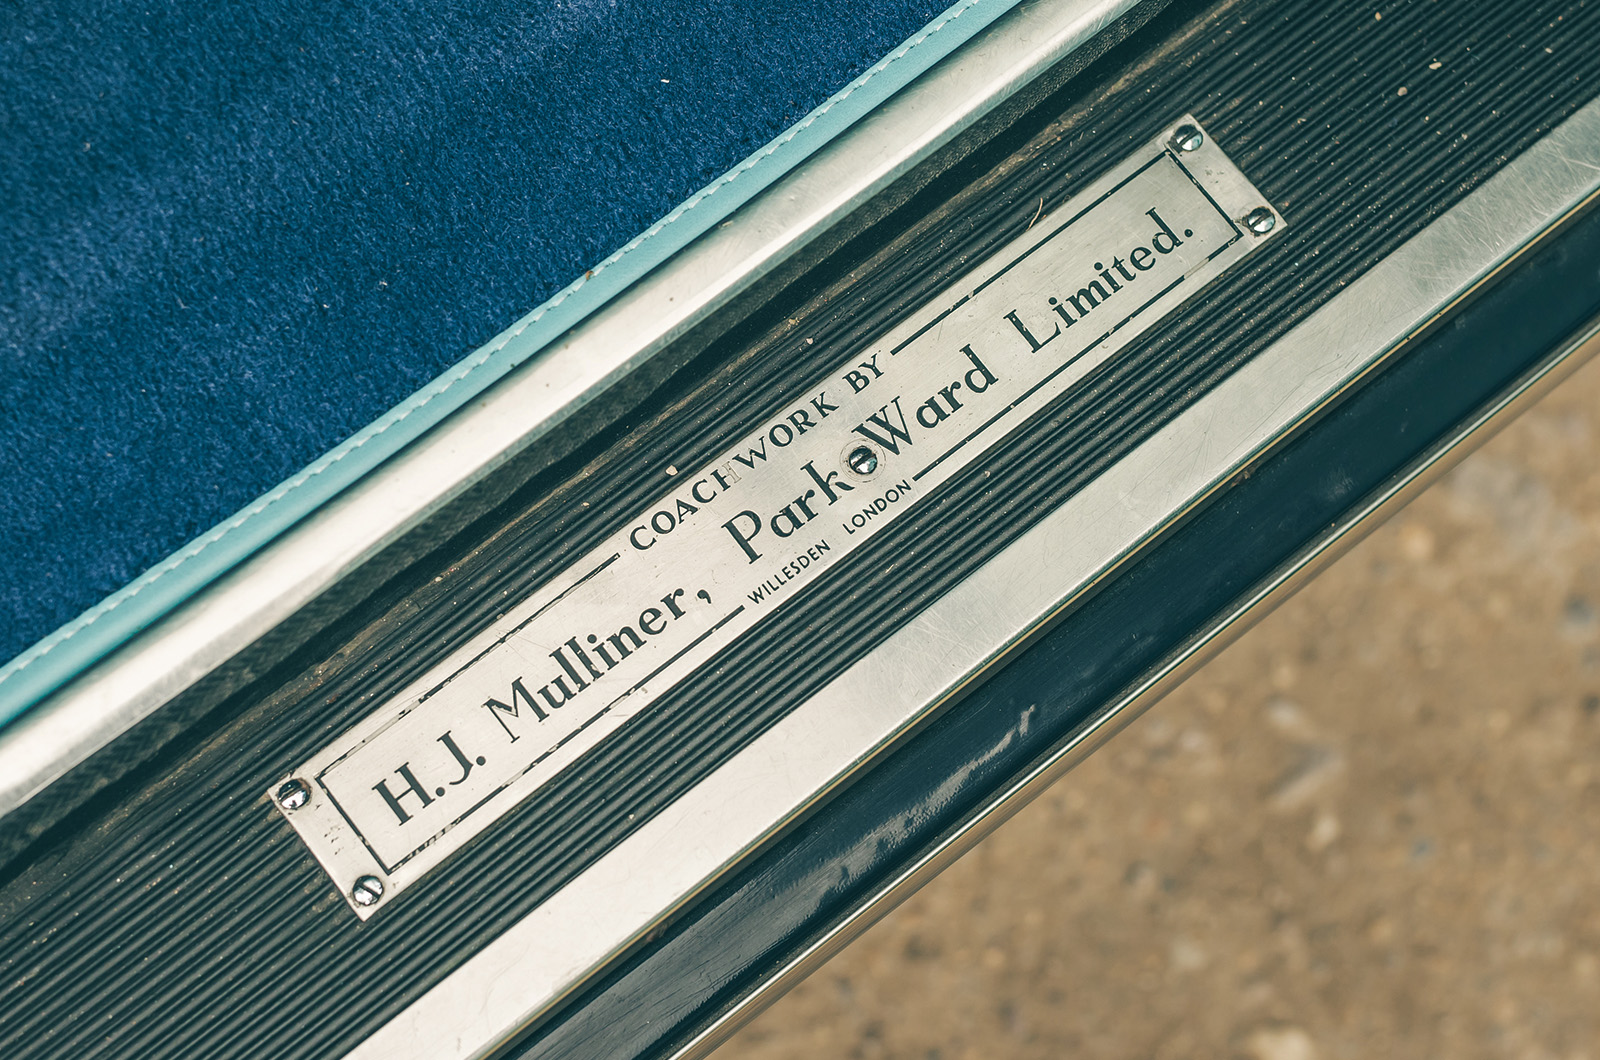 COACHWORK BY
H.J. Mulliner, Park Ward Limited.
WILLESDEN LONDON